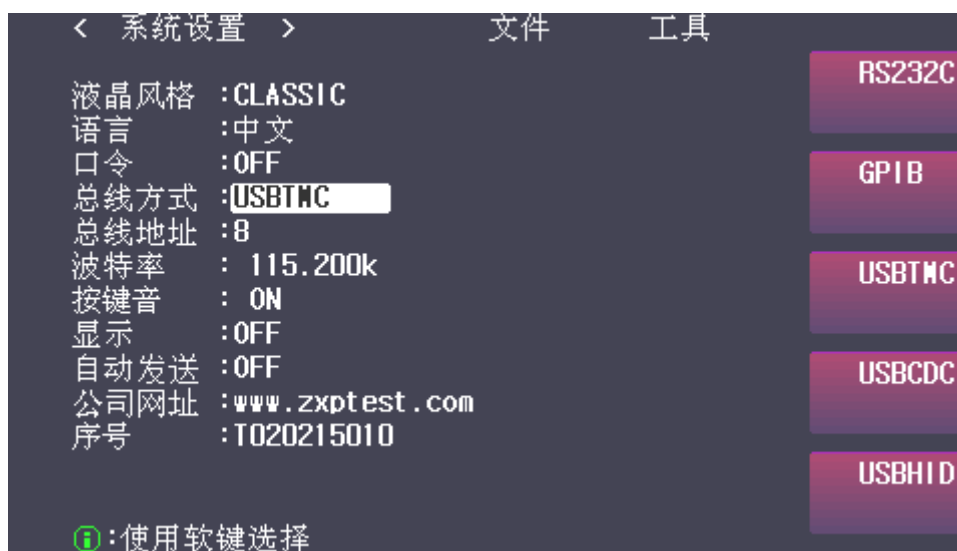 < 系统设置 > 文件 工具
液晶风格 :CLASSIC
语言 :中文
口令 :OFF
总线方式 :USBTMC
总线地址 :8
波特率 : 115.200k
按键音 : ON
显示 :OFF
自动发送 :OFF
公司网址 :www.zxptest.com
序号 :T020215010
:使用软键选择
RS232C
GPIB
USBTMC
USBCDC
USBHID